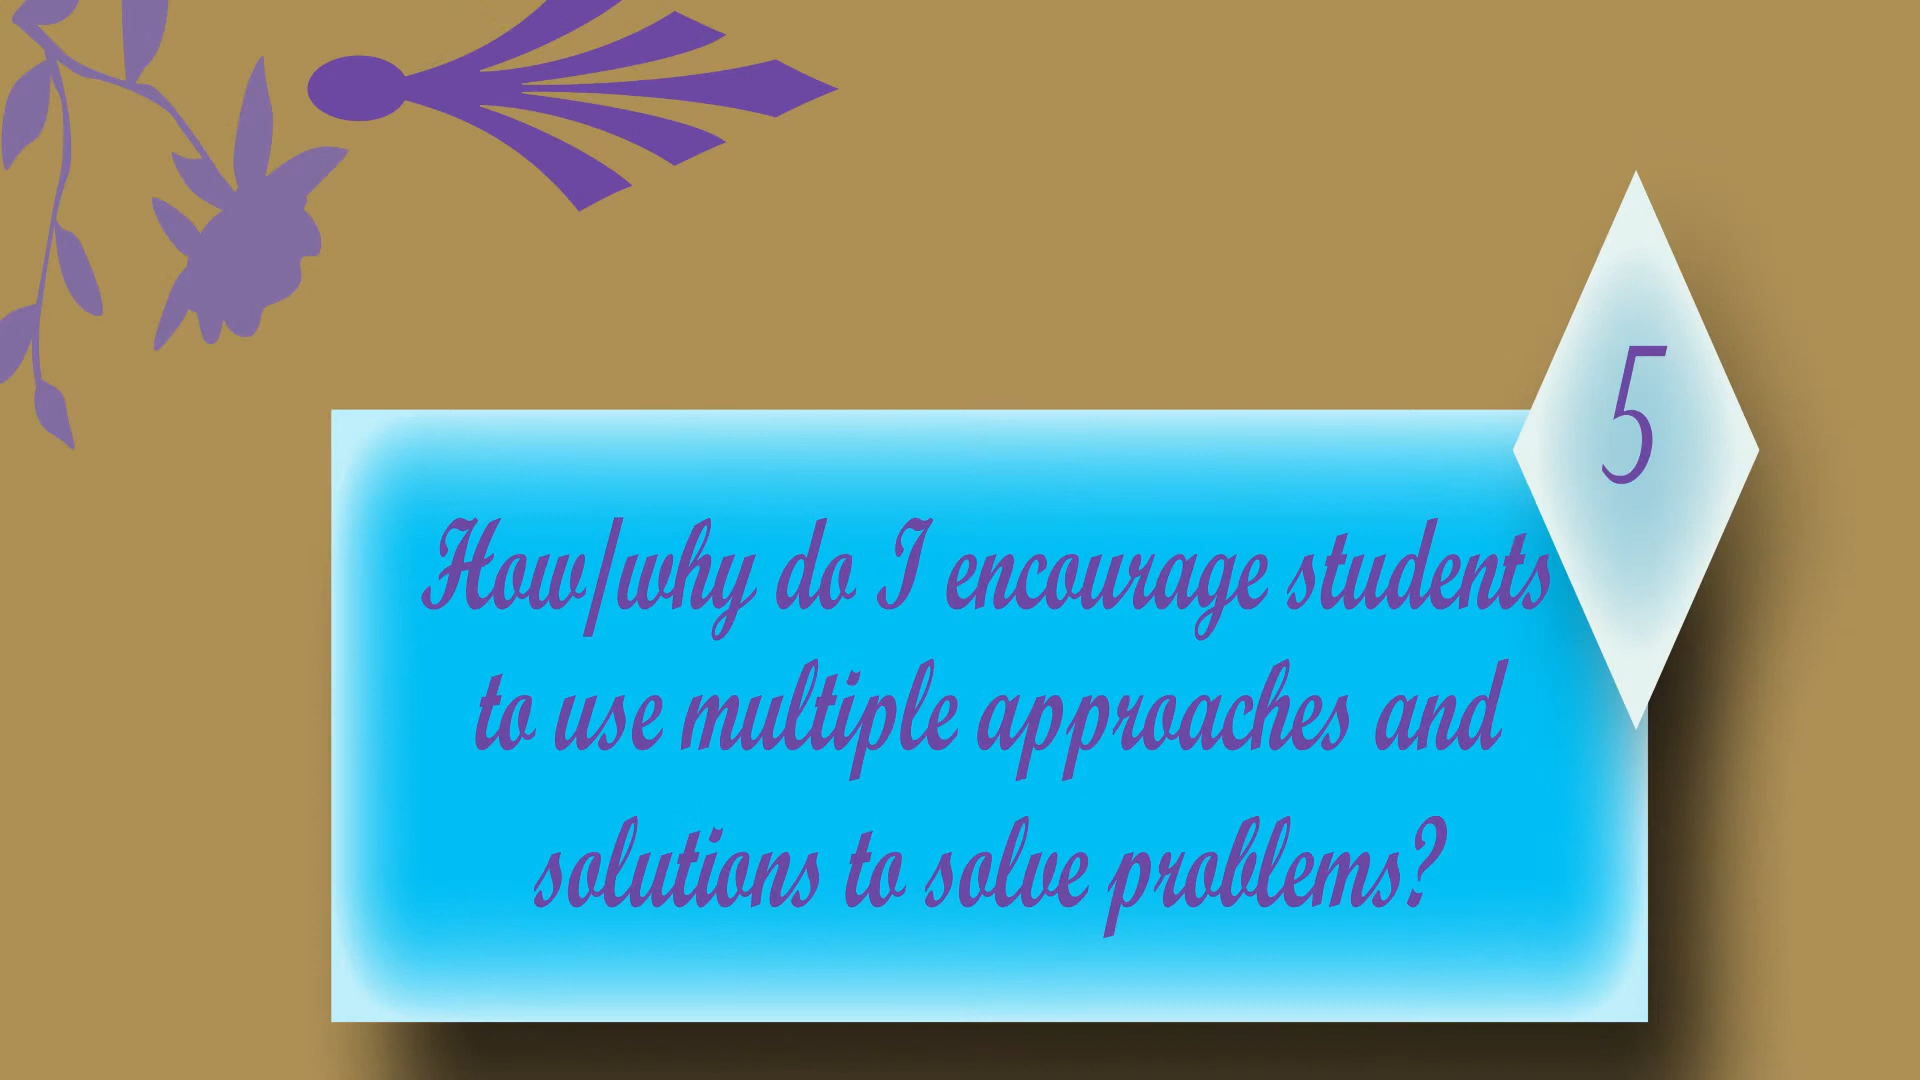 5
How/why do I encourage students
to use multiple approaches and
solutions to solve problems?